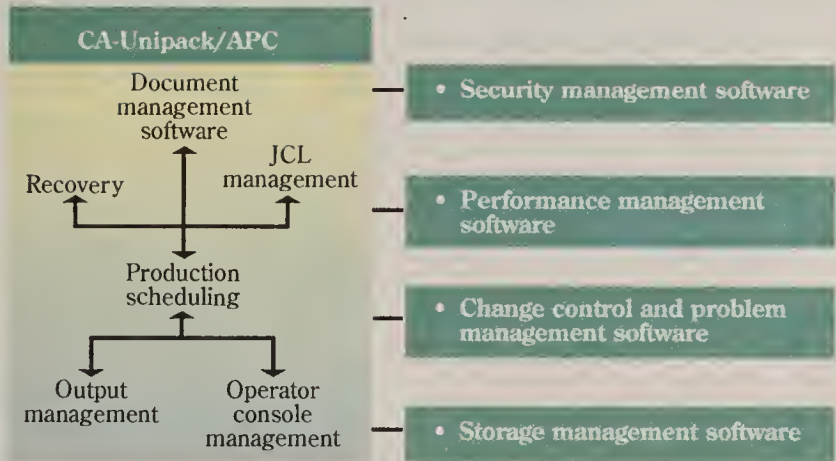 CA-Unipack/APC
Document
management
software
Recovery
JCL
management
Production
scheduling
Output
management
Operator
console
management
• Security management software
• Performance management
software
• Change control and problem
management software
• Storage management software